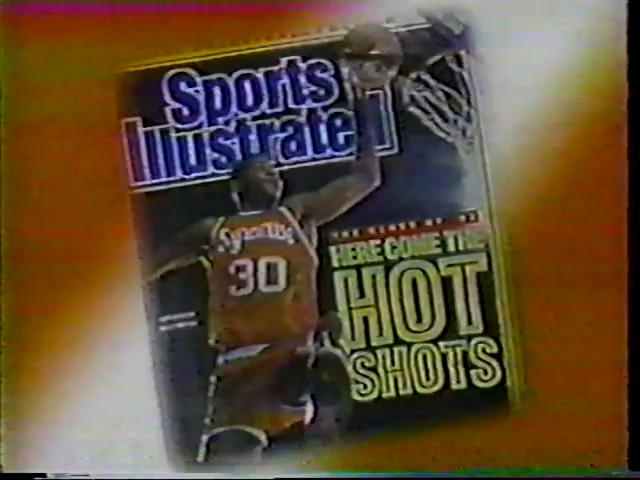 Sports
Illustrated
HERE COME THE
HOT
SHOTS
Syracuse
30